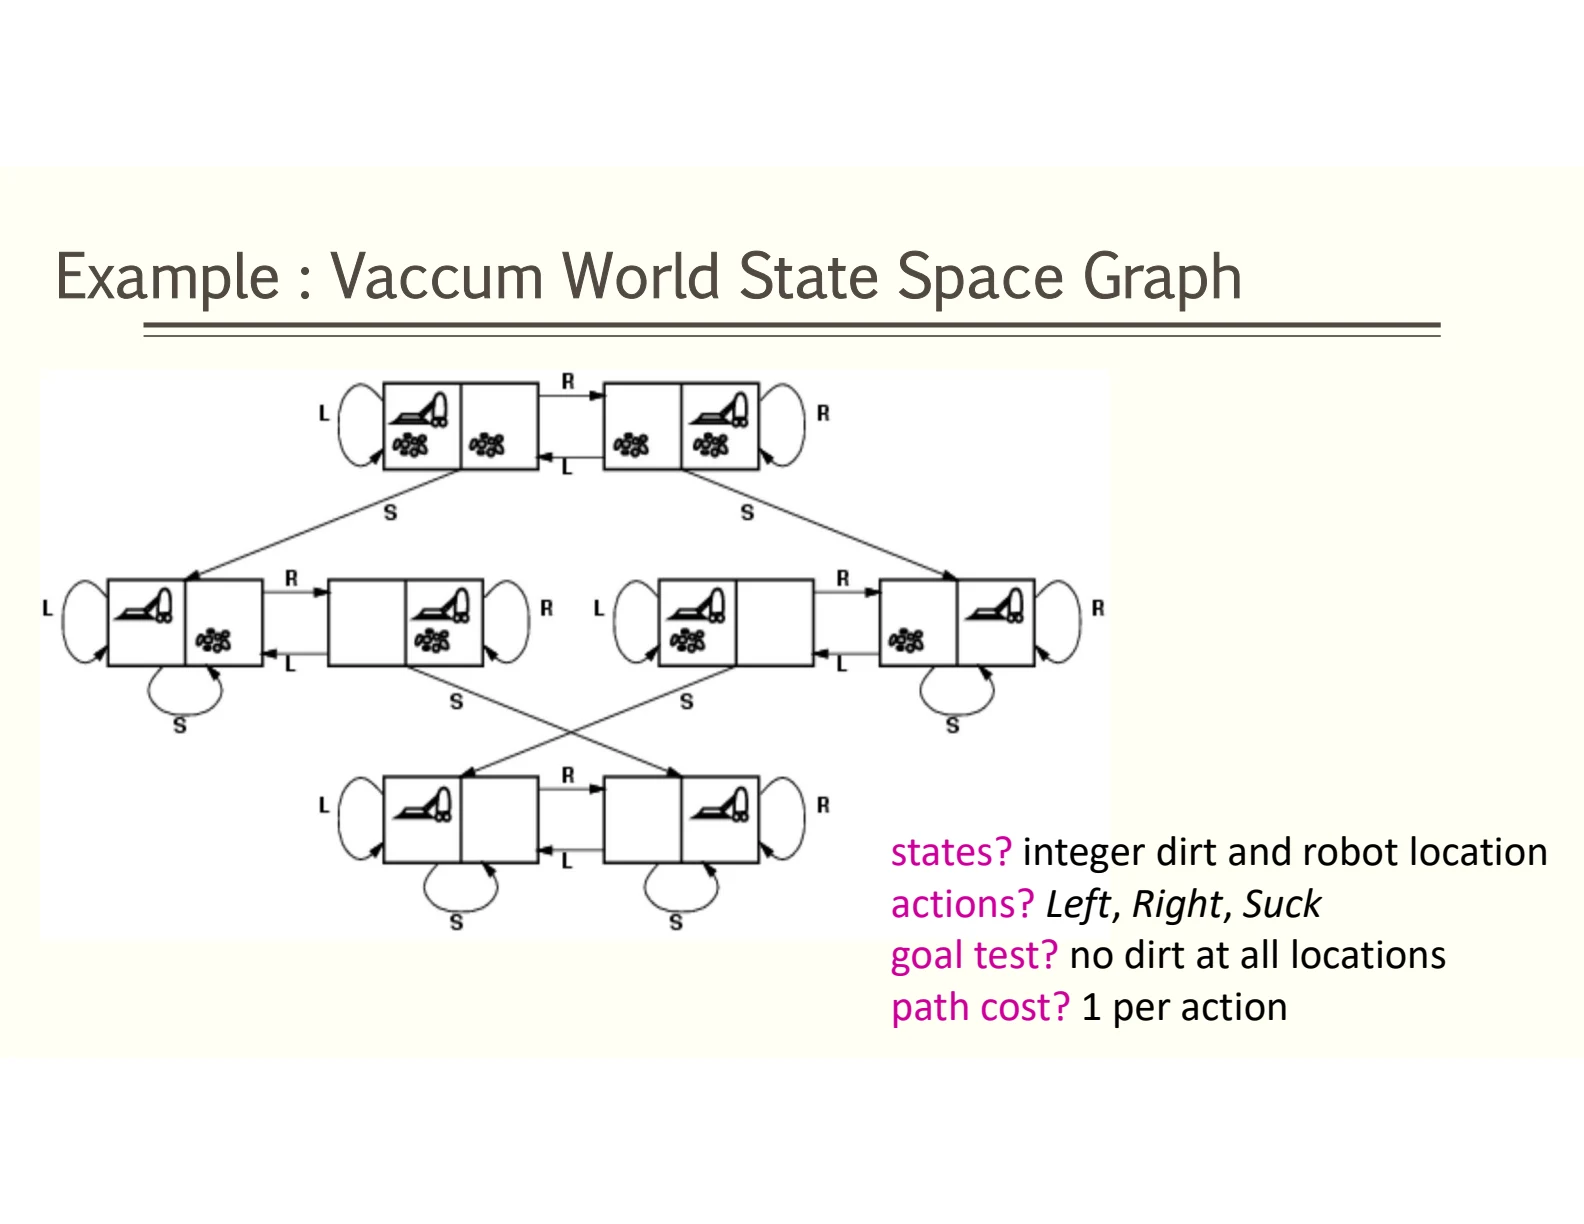 Example : Vaccum World State Space Graph
R
L
R
L
S
S
R
R
L
R
L
R
L
L
S
S
S
S
R
L
R
L
S
S
states? integer dirt and robot location
actions? Left, Right, Suck
goal test? no dirt at all locations
path cost? 1 per action